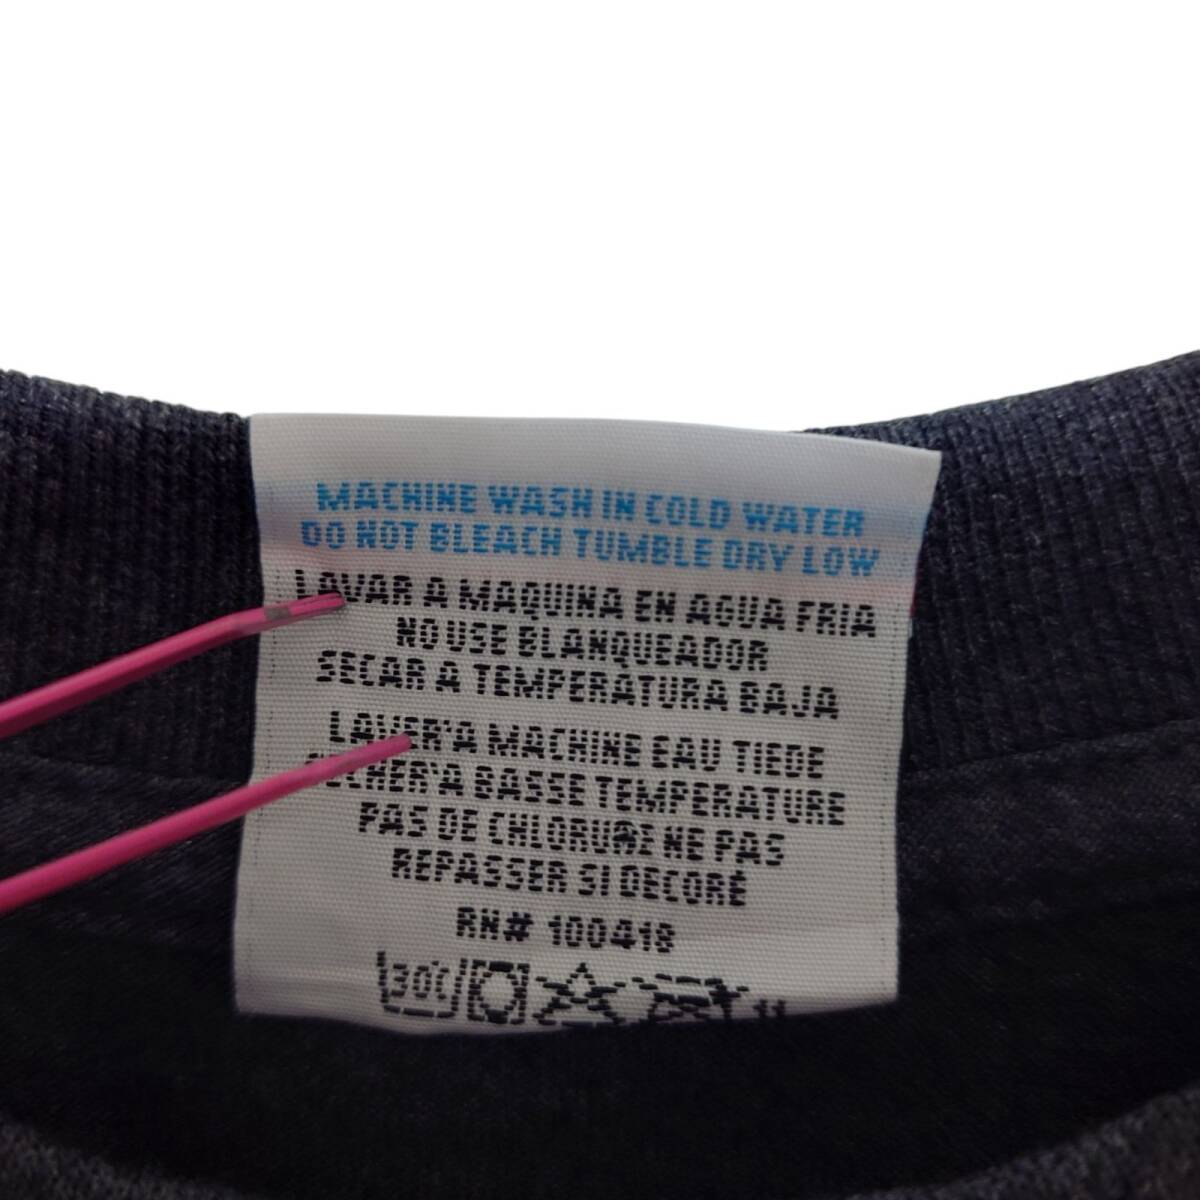 MACHINE WASH IN COLD WATER
DO NOT BLEACH TUMBLE DRY LOW
LAVAR A MAQUINA EN AGUA FRIA
NO USE BLANQUEADOR
SECAR A TEMPERATURA BAJA
LAVER'A MACHINE EAU TIEDE
A BASSE TEMPERATURE
PAS DE CHLORURE NE PAS
REPASSER SI DECORÉ
RN# 100418
30°C
11